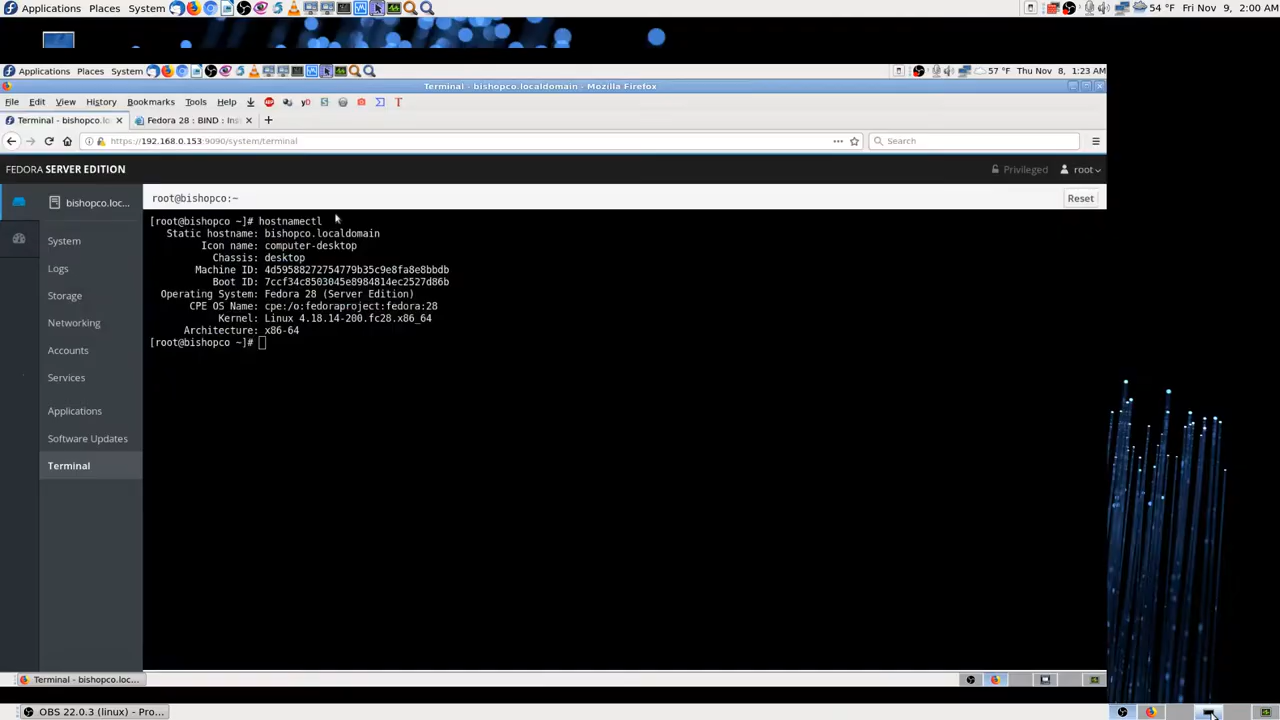 Applications Places System 54 °F Fri Nov 9, 2:00 AM
Applications Places System 57 °F Thu Nov 8, 1:23 AM
Terminal - bishopco.localdomain - Mozilla Firefox
File Edit View History Bookmarks Tools Help
Terminal - bishopco.lo Fedora 28 : BIND : Ins
https://192.168.0.153:9090/system/terminal Search
FEDORA SERVER EDITION Privileged root
bishopco.loc... root@bishopco:~ Reset
System
Logs
Storage
Networking
Accounts
Services
Applications
Software Updates
Terminal
[root@bishopco ~]# hostnamectl
Static hostname: bishopco.localdomain
Icon name: computer-desktop
Chassis: desktop
Machine ID: 4d59588272754779b35c9e8fa8e8bbdb
Boot ID: 7ccf34c8503045e8984814ec2527d86b
Operating System: Fedora 28 (Server Edition)
CPE OS Name: cpe:/o:fedoraproject:fedora:28
Kernel: Linux 4.18.14-200.fc28.x86_64
Architecture: x86-64
[root@bishopco ~]#
Terminal - bishopco.loc...
OBS 22.0.3 (linux) - Pro...